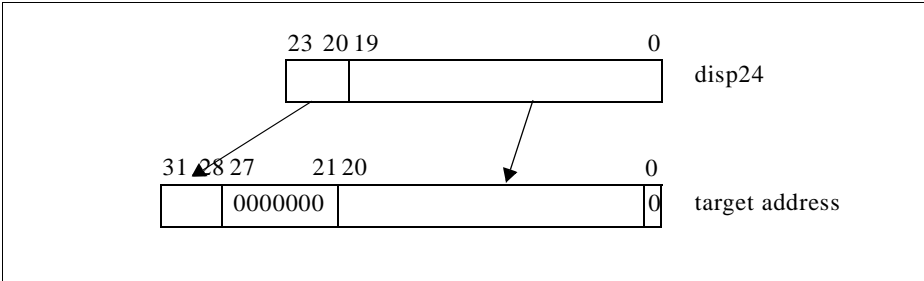 23 20 19 0
disp24
31 28 27 21 20 0
0000000 0 target address